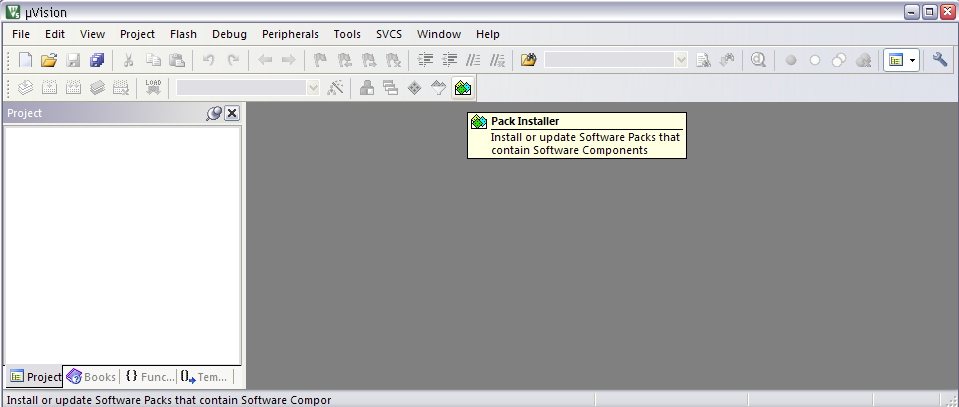 µVision
File Edit View Project Flash Debug Peripherals Tools SVCS Window Help
LOAD
Project
Pack Installer
Install or update Software Packs that
contain Software Components
Project Books {} Func... Tem...
Install or update Software Packs that contain Software Compor